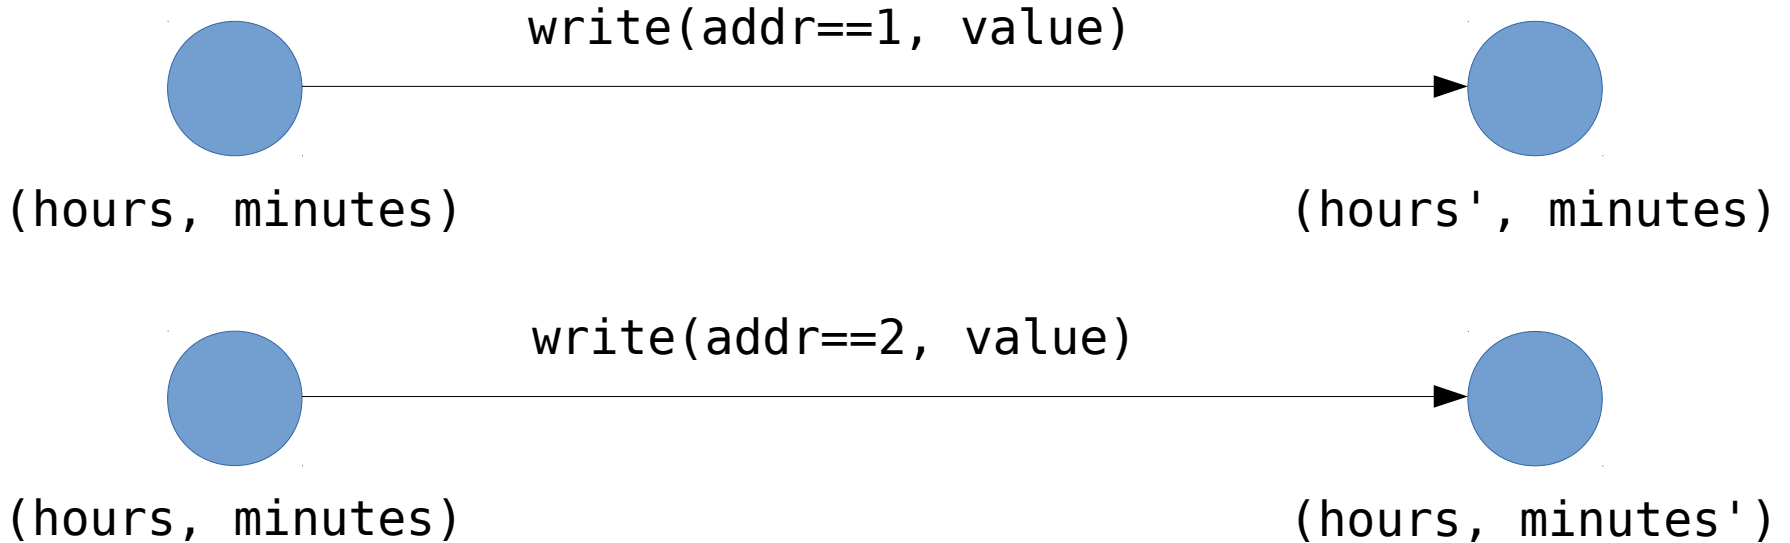 write(addr==1, value)
(hours, minutes)
(hours', minutes)
write(addr==2, value)
(hours, minutes)
(hours, minutes')